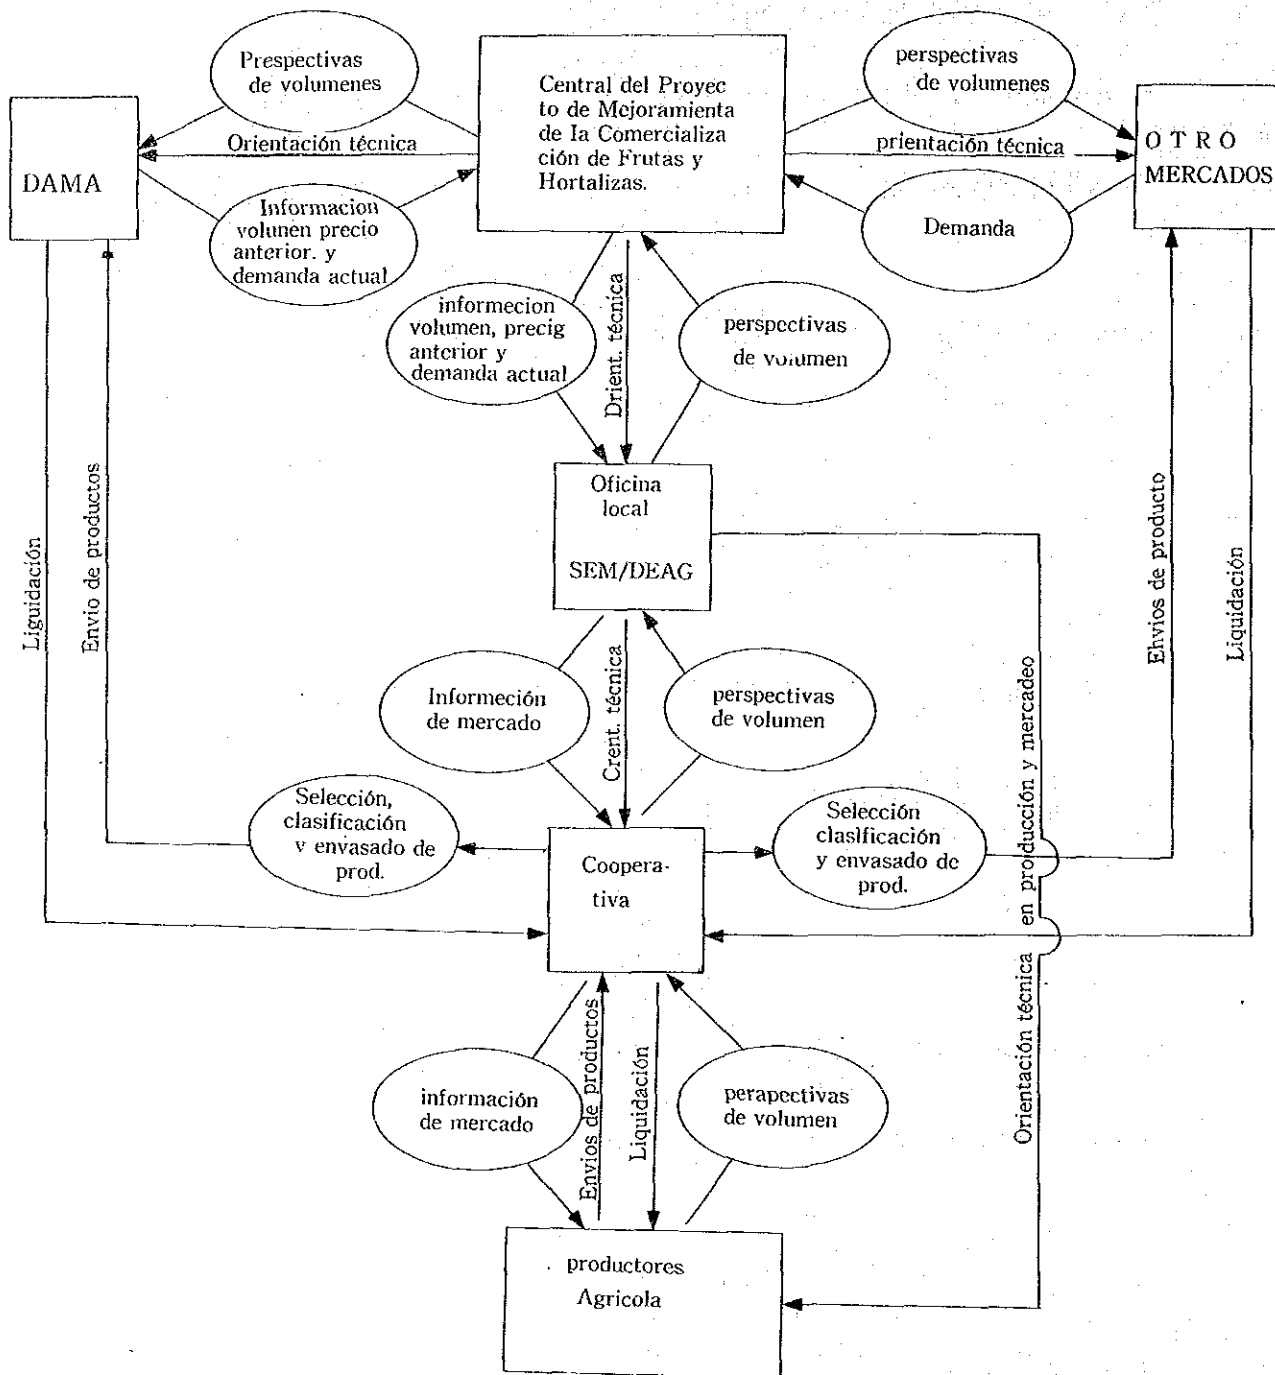 Prespectivas
de volumenes
Central del Proyec
to de Mejoramienta
de Ia Comercializa
ción de Frutas y
Hortalizas.
perspectivas
de volumenes
DAMA
Orientación técnica
prientación técnica
OTRO
MERCADOS
Informacion
volunen precio
anterior. y
demanda actual
Demanda
informecion
volumen, precig
anterior y
demanda actual
Drient. técnica
perspectivas
de volumen
Oficina
local
SEM/DEAG
Liguidación
Envio de productos
Ehvios de producto
Liquidación
Informeción
de mercado
Crent. técnica
perspectivas
de volumen
Orientación técnica en producción y mercadeo
Selección,
clasificación
v envasado de
prod.
Coopera-
tiva
Selección
clasificación
y envasado de
prod.
información
de mercado
Envios de productos
Liquidación
perapectivas
de volumen
productores
Agricola